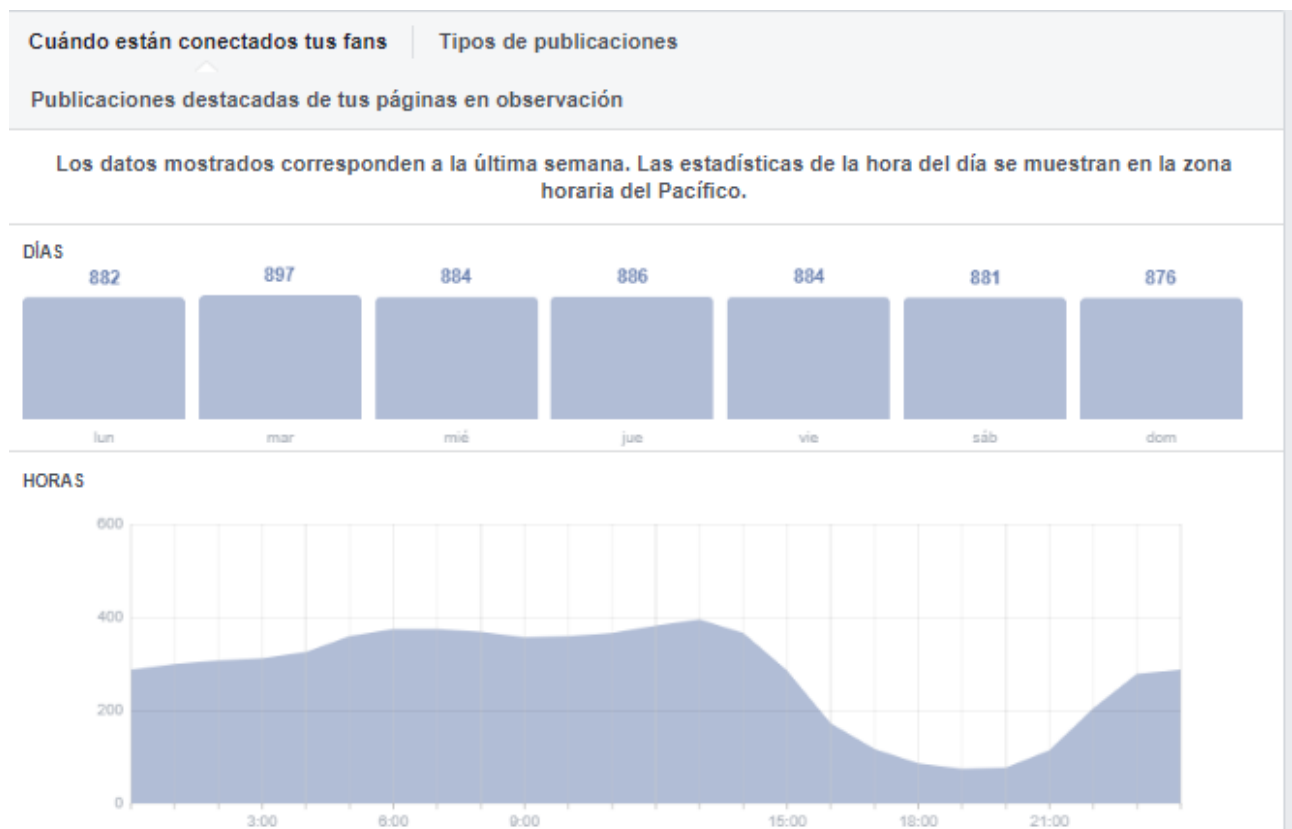 Cuándo están conectados tus fans Tipos de publicaciones
Publicaciones destacadas de tus páginas en observación
Los datos mostrados corresponden a la última semana. Las estadísticas de la hora del día se muestran en la zona
horaria del Pacífico.
DÍAS
882 897 884 886 884 881 876
lun mar mié jue vie sáb dom
HORAS
600
400
200
0
3:00 6:00 9:00 15:00 18:00 21:00